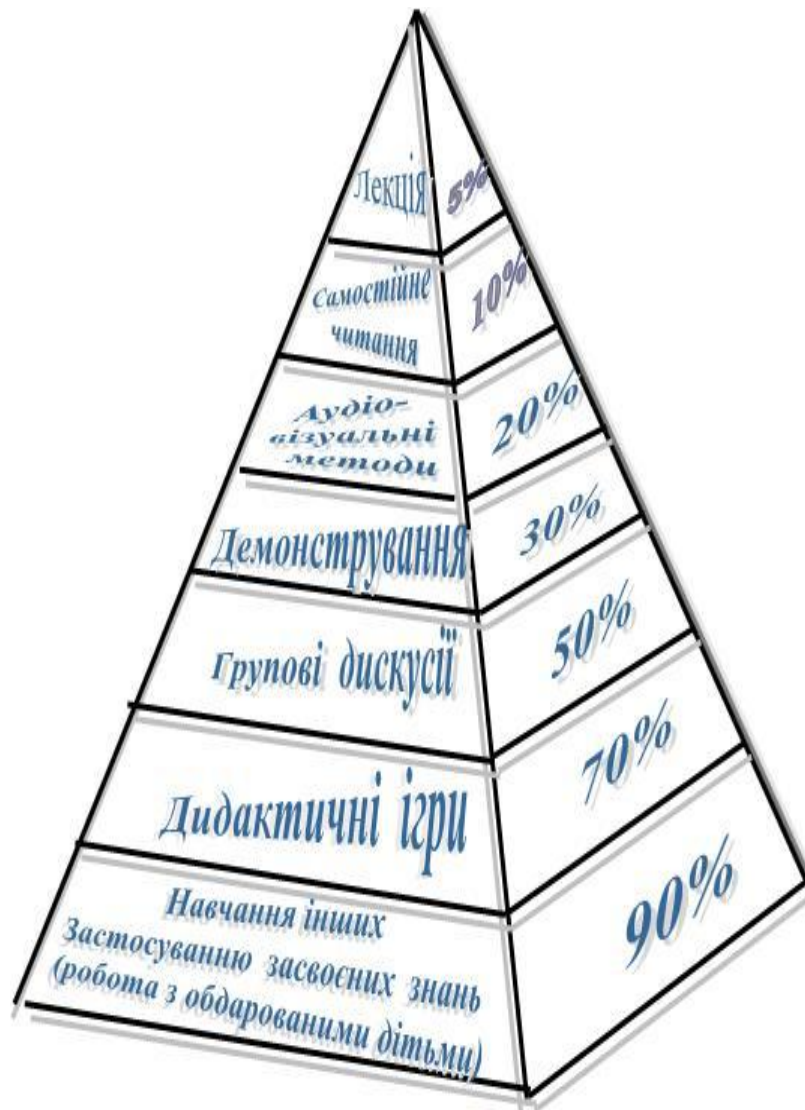 Лекція
5%
Самостійне
читання
10%
Аудіо-
візуальні
методи
20%
Демонстрування
30%
Групові дискусії
50%
Дидактичні ігри
70%
Навчання інших
Застосуванню засвоєних знань
(робота з обдарованими дітьми)
90%